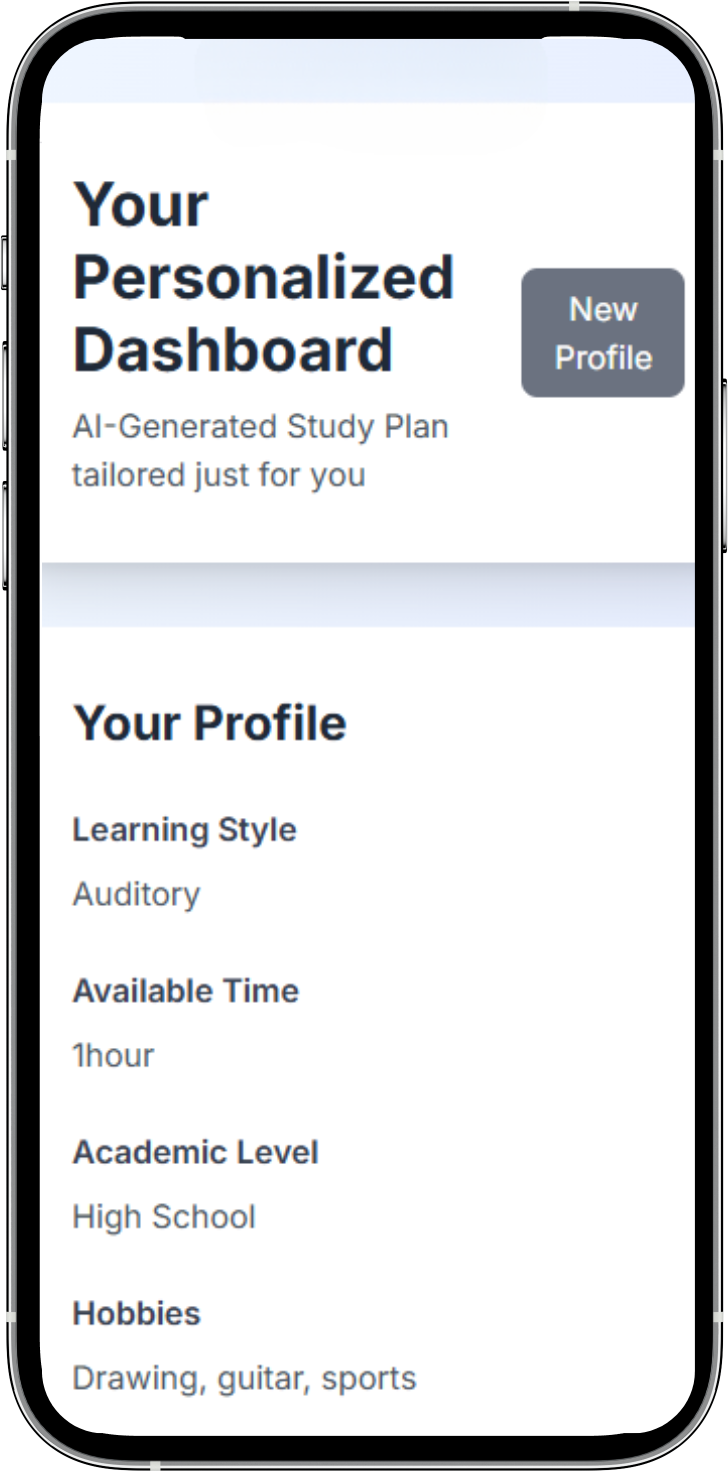 Your
Personalized
Dashboard
AI-Generated Study Plan
tailored just for you
New
Profile
Your Profile
Learning Style
Auditory
Available Time
1hour
Academic Level
High School
Hobbies
Drawing, guitar, sports